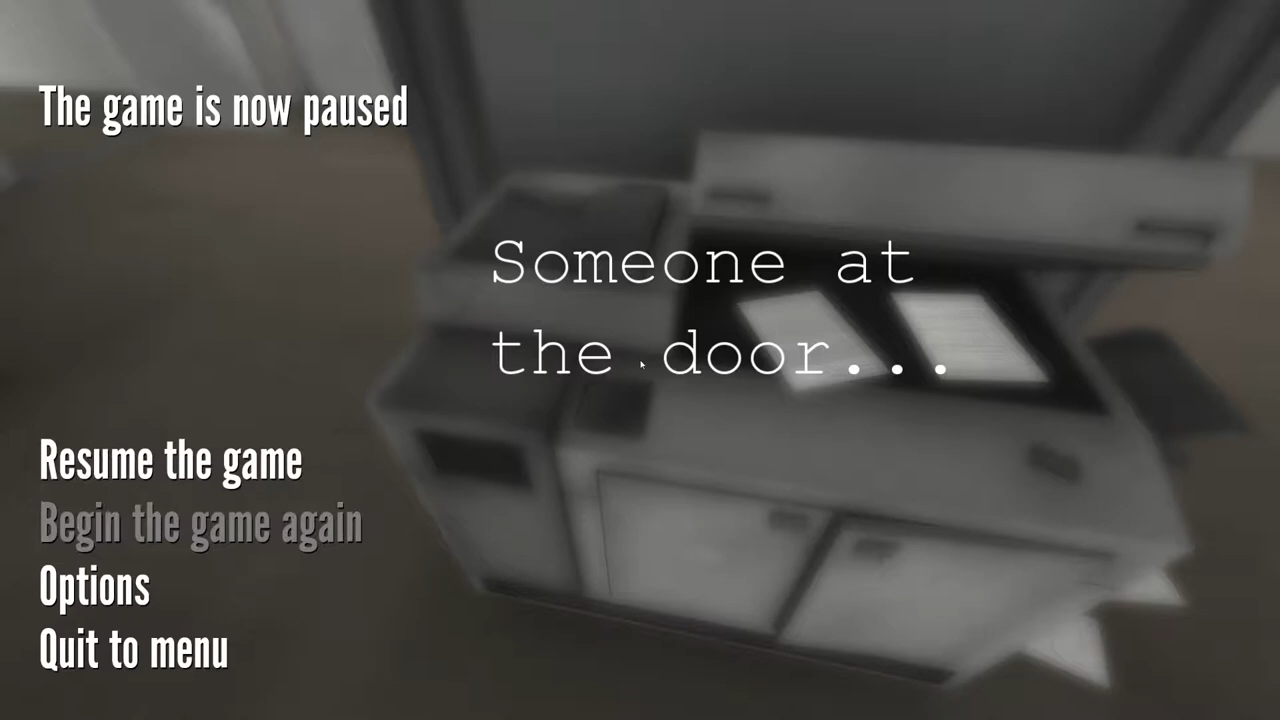 The game is now paused
Someone at
the door...
Resume the game
Begin the game again
Options
Quit to menu